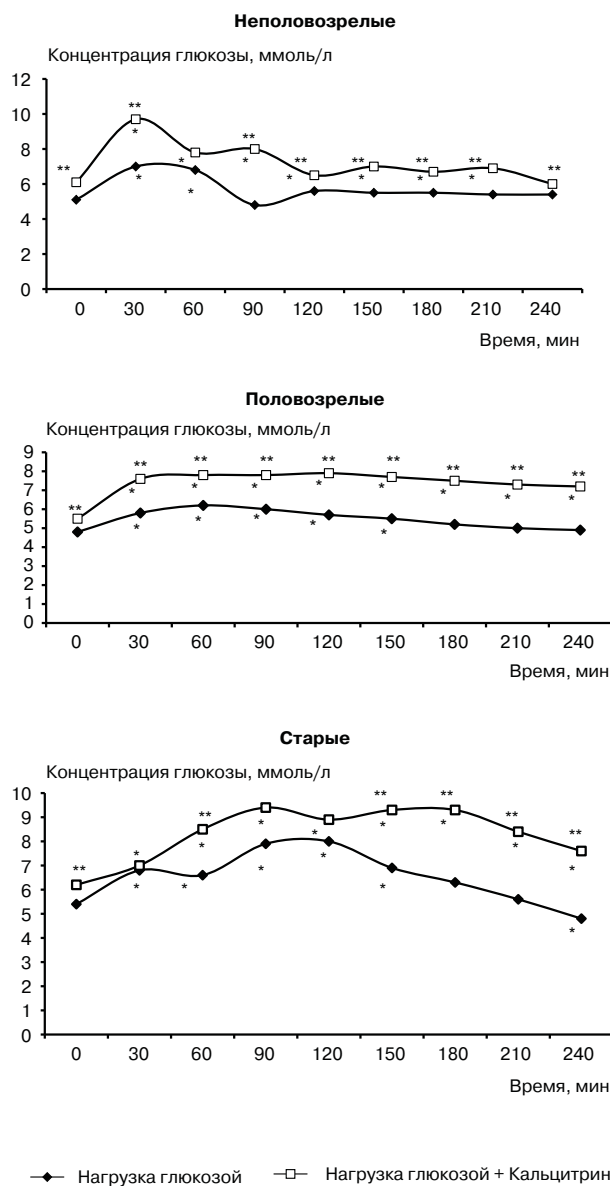 Неполовозрелые
Концентрация глюкозы, ммоль/л
12
10
8
6
4
2
0
** ** ** ** ** ** ** **
* * * * * * *
* *
0 30 60 90 120 150 180 210 240
Время, мин
Половозрелые
Концентрация глюкозы, ммоль/л
9
8
7
6
5
4
3
2
1
0
** ** ** ** ** ** ** ** **
* * * * * * * *
* * * * *
0 30 60 90 120 150 180 210 240
Время, мин
Старые
Концентрация глюкозы, ммоль/л
10
9
8
7
6
5
4
3
2
1
0
** ** ** ** ** **
* * * * * * * *
* * * * * *
0 30 60 90 120 150 180 210 240
Время, мин
Нагрузка глюкозой Нагрузка глюкозой + Кальцитрин